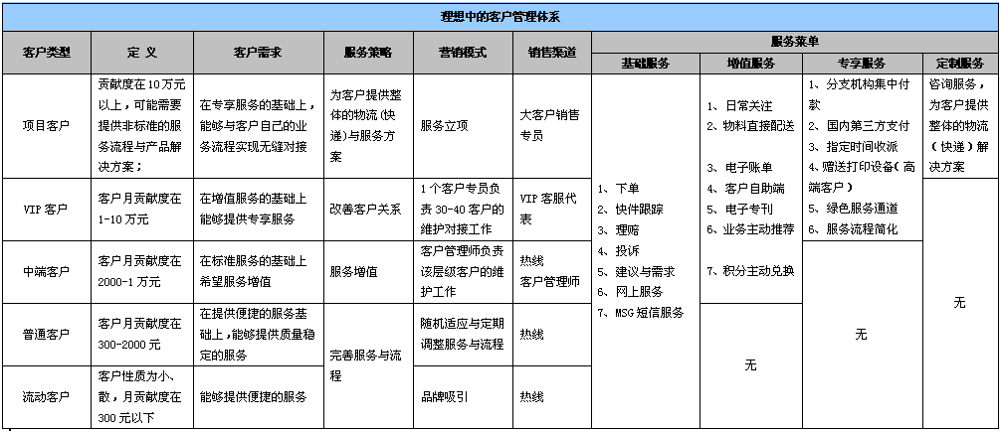 理想中的客户管理体系
客户类型
定 义
客户需求
服务策略
营销模式
销售渠道
服务菜单
基础服务
增值服务
专享服务
定制服务
项目客户
贡献度在10万元
以上,可能需要
提供非标准的服
务流程与产品解
决方案;
在专享服务的基础上,
能够与客户自己的业
务流程实现无缝对接
为客户提供整
体的物流(快
递)与服务方
案
服务立项
大客户销售
专员
VIP 客户
客户月贡献度在
1-10万元
在增值服务的基础上
能够提供专享服务
改善客户关系
1个客户专员负
责30-40客户的
维护对接工作
VIP 客服代
表
中端客户
客户月贡献度在
2000-1万元
在标准服务的基础上
希望服务增值
服务增值
客户管理师负责
该层级客户的维
护工作
热线
客户管理师
普通客户
客户月贡献度在
300-2000元
在提供便捷的服务基
础上,能够提供质量稳
定的服务
完善服务与流
程
随机适应与定期
调整服务与流程
热线
流动客户
客户性质为小、
散,月贡献度在
300元以下
能够提供便捷的服务
品牌吸引
热线
1、下单
2、快件跟踪
3、理赔
4、投诉
5、建议与需求
6、网上服务
7、MSG短信服务
1、日常关注
2、物料直接配送
3、电子账单
4、客户自助端
5、电子专刊
6、业务主动推荐
7、积分主动兑换
无
1、分支机构集中付
款
2、国内第三方支付
3、指定时间收派
4、赠送打印设备(高
端客户)
5、绿色服务通道
6、服务流程简化
无
咨询服务,
为客户提供
整体的物流
(快递)解
决方案
无